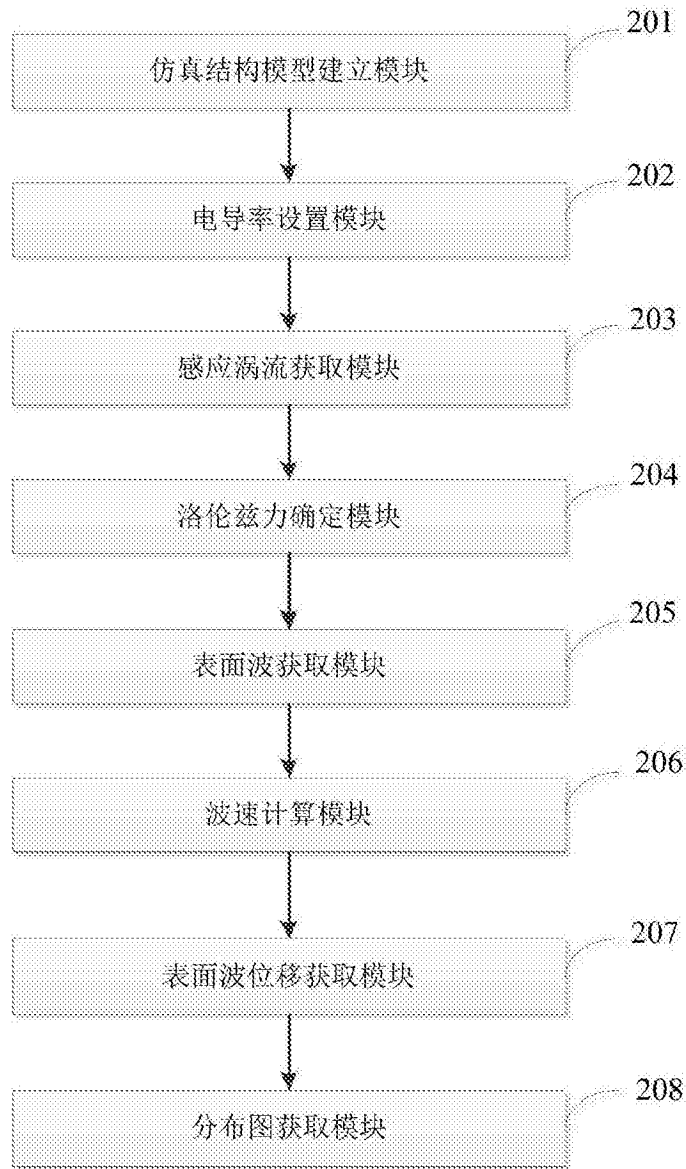 201
仿真结构模型建立模块
202
电导率设置模块
203
感应涡流获取模块
204
洛伦兹力确定模块
205
表面波获取模块
206
波速计算模块
207
表面波位移获取模块
208
分布图获取模块